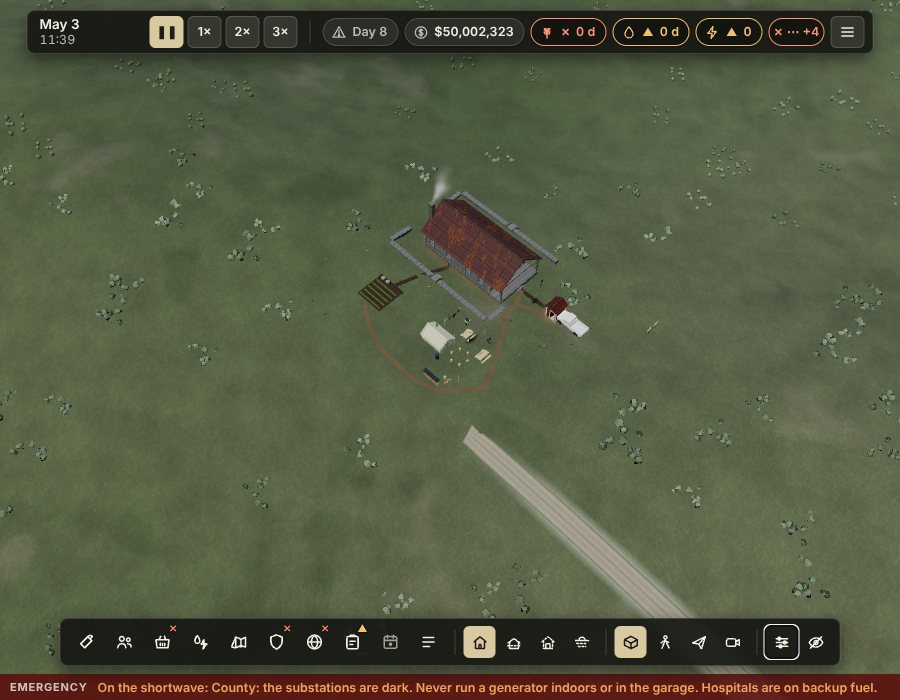 May 3
11:39
1×
2×
3×
Day 8
$50,002,323
× 0 d
0 d
0
× ··· +4
EMERGENCY On the shortwave: County: the substations are dark. Never run a generator indoors or in the garage. Hospitals are on backup fuel.